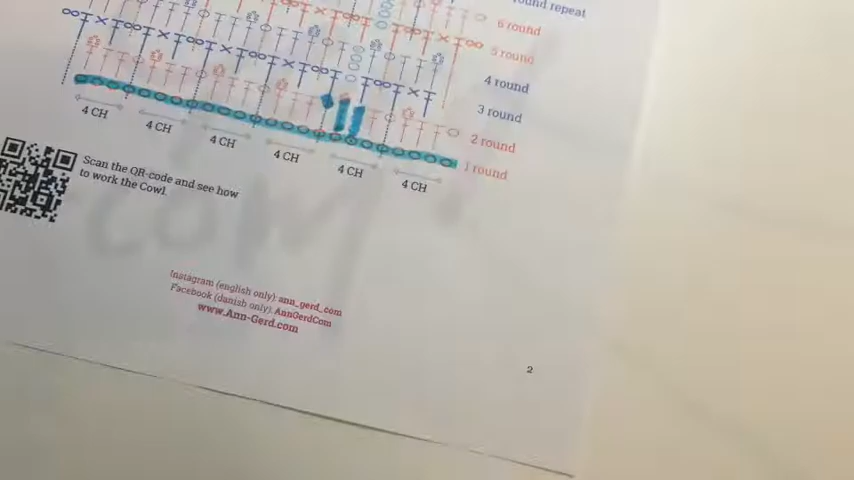 round repeat
6 round
5 round
4 round
3 round
2 round
1 round
4 CH
4 CH
4 CH
4 CH
4 CH
4 CH
Scan the QR-code and see how
to work the Cowl.
Instagram (english only): ann_gerd_com
Facebook (danish only): AnnGerdCom
www.Ann-Gerd.com
2